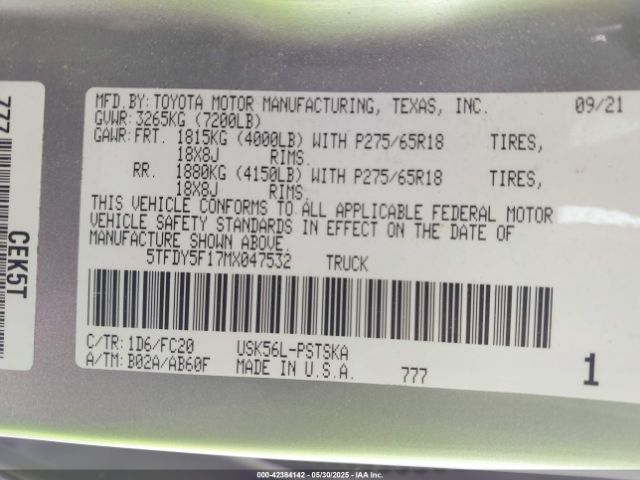 MFD.BY:TOYOTA MOTOR MANUFACTURING, TEXAS, INC. 09/21
GVWR: 3265KG (7200LB)
GAWR: FRT. 1815KG (4000LB) WITH P275/65R18 TIRES,
18X8J RIMS.
RR. 1880KG (4150LB) WITH P275/65R18 TIRES,
18X8J RIMS.
THIS VEHICLE CONFORMS TO ALL APPLICABLE FEDERAL MOTOR
VEHICLE SAFETY STANDARDS IN EFFECT ON THE DATE OF
MANUFACTURE SHOWN ABOVE.
5TFDY5F17MX047532 TRUCK
C/TR: 1D6/FC20 USK56L-PSTSKA
A/TM: B02A/AB60F MADE IN U.S.A. 777
1
777
CEK5T
000-42384142 - 05/30/2025 - IAA Inc.